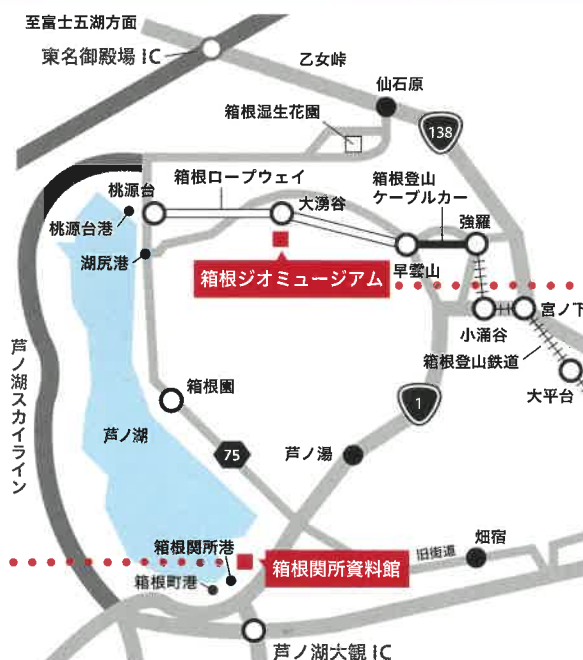 至富士五湖方面
東名御殿場IC
乙女峠
仙石原
箱根湿生花園
138
箱根ロープウェイ
箱根登山
ケーブルカー
桃源台
大湧谷
強羅
桃源台港
湖尻港
早雲山
箱根ジオミュージアム
宮ノ下
小涌谷
箱根登山鉄道
大平台
芦ノ湖スカイライン
箱根園
1
芦ノ湖
75
芦ノ湯
箱根関所港
旧街道
畑宿
箱根関所資料館
箱根町港
芦ノ湖大観IC